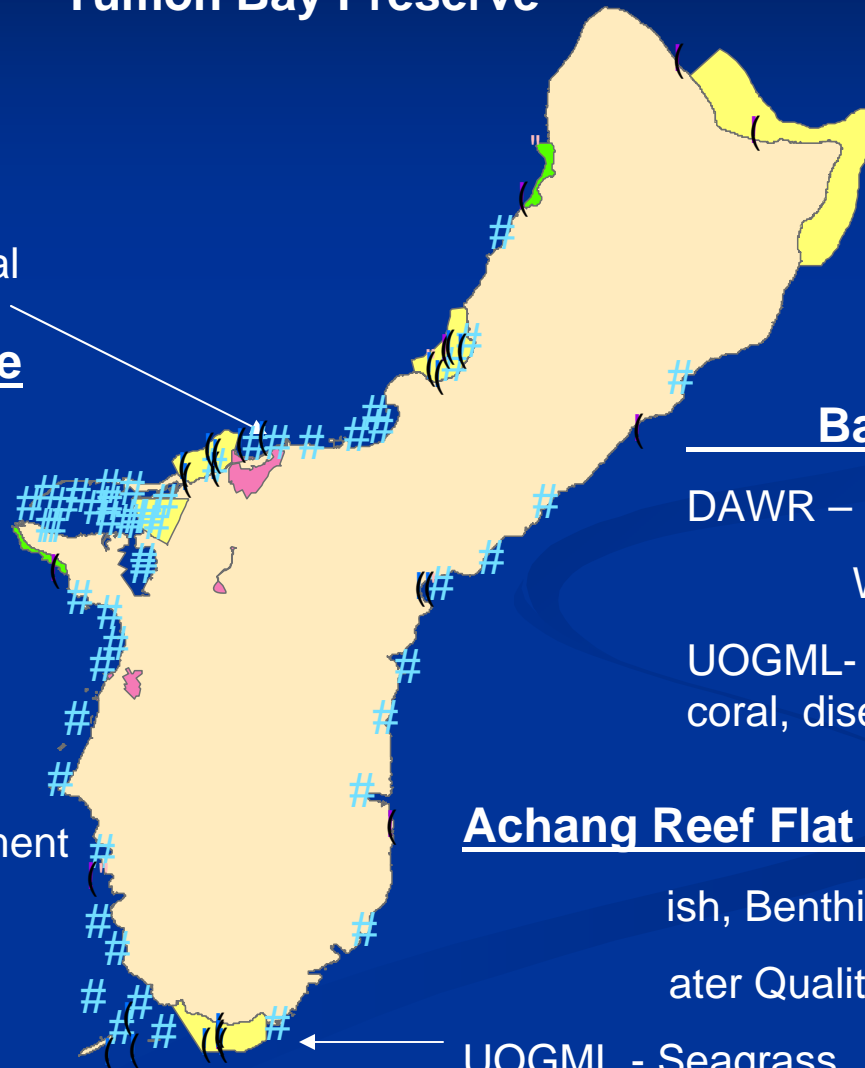 Tumon Bay Preserve
al
e
Ba
DAWR –
W
UOGML-
coral, dise
nent
Achang Reef Flat
ish, Benthi
ater Qualit
UOGML - Seagrass